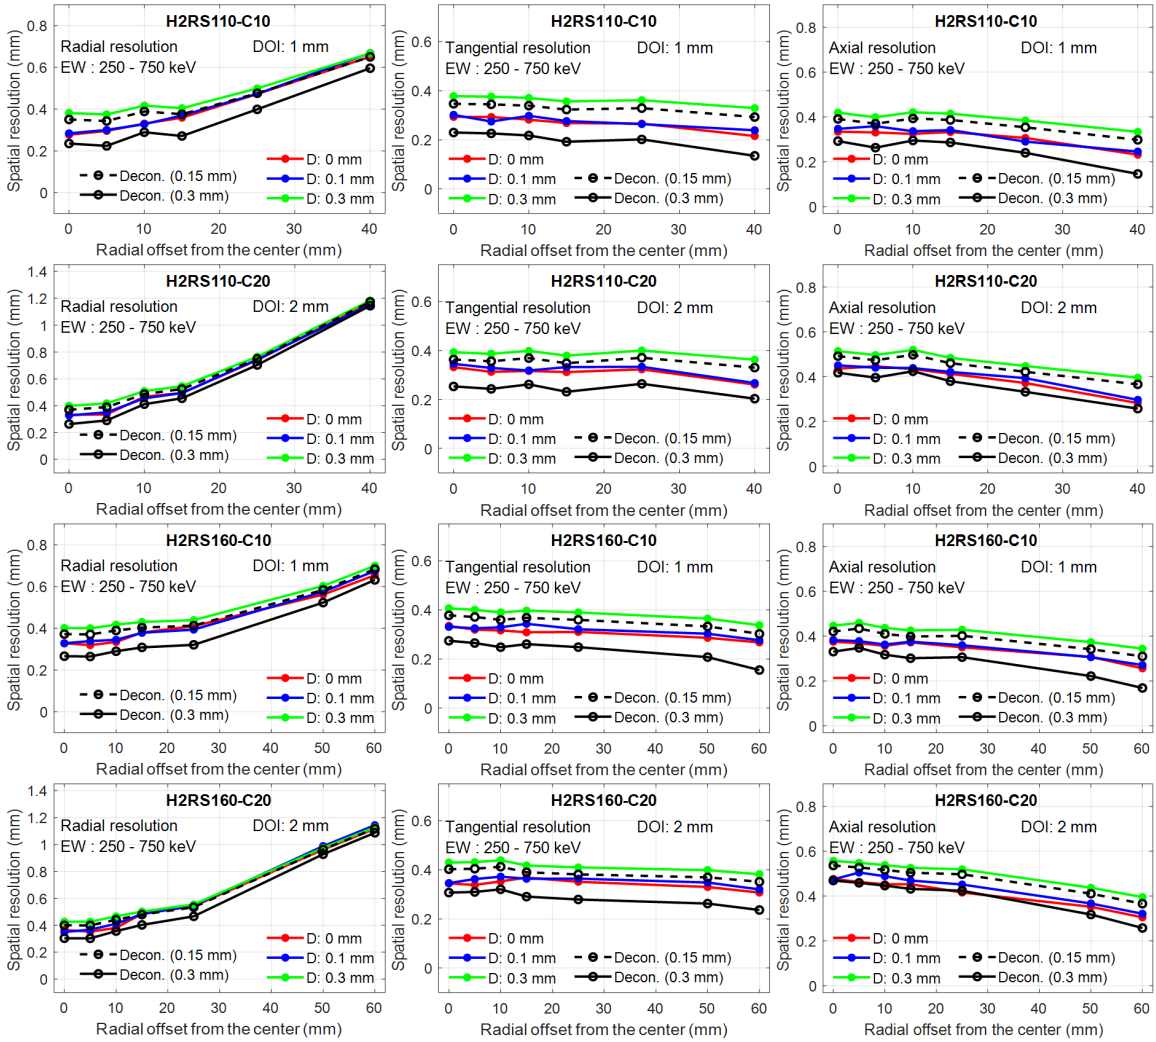 H2RS110-C10
Radial resolution DOI: 1 mm
EW : 250 - 750 keV
Spatial resolution (mm)
0.8
0.6
0.4
0.2
0
D: 0 mm
Decon. (0.15 mm) D: 0.1 mm
Decon. (0.3 mm) D: 0.3 mm
0 10 20 30 40
Radial offset from the center (mm)
H2RS110-C10
Tangential resolution DOI: 1 mm
EW : 250 - 750 keV
Spatial resolution (mm)
0.6
0.4
0.2
0
D: 0 mm
D: 0.1 mm Decon. (0.15 mm)
D: 0.3 mm Decon. (0.3 mm)
0 10 20 30 40
Radial offset from the center (mm)
H2RS110-C10
Axial resolution DOI: 1 mm
EW : 250 - 750 keV
Spatial resolution (mm)
0.8
0.6
0.4
0.2
0
D: 0 mm
D: 0.1 mm Decon. (0.15 mm)
D: 0.3 mm Decon. (0.3 mm)
0 10 20 30 40
Radial offset from the center (mm)
H2RS110-C20
Radial resolution DOI: 2 mm
EW : 250 - 750 keV
Spatial resolution (mm)
1.4
1.2
1
0.8
0.6
0.4
0.2
0
D: 0 mm
Decon. (0.15 mm) D: 0.1 mm
Decon. (0.3 mm) D: 0.3 mm
0 10 20 30 40
Radial offset from the center (mm)
H2RS110-C20
Tangential resolution DOI: 2 mm
EW : 250 - 750 keV
Spatial resolution (mm)
0.6
0.4
0.2
0
D: 0 mm
D: 0.1 mm Decon. (0.15 mm)
D: 0.3 mm Decon. (0.3 mm)
0 10 20 30 40
Radial offset from the center (mm)
H2RS110-C20
Axial resolution DOI: 2 mm
EW : 250 - 750 keV
Spatial resolution (mm)
0.8
0.6
0.4
0.2
0
D: 0 mm
D: 0.1 mm Decon. (0.15 mm)
D: 0.3 mm Decon. (0.3 mm)
0 10 20 30 40
Radial offset from the center (mm)
H2RS160-C10
Radial resolution DOI: 1 mm
EW : 250 - 750 keV
Spatial resolution (mm)
0.8
0.6
0.4
0.2
0
D: 0 mm
Decon. (0.15 mm) D: 0.1 mm
Decon. (0.3 mm) D: 0.3 mm
0 10 20 30 40 50 60
Radial offset from the center (mm)
H2RS160-C10
Tangential resolution DOI: 1 mm
EW : 250 - 750 keV
Spatial resolution (mm)
0.6
0.4
0.2
0
D: 0 mm
D: 0.1 mm Decon. (0.15 mm)
D: 0.3 mm Decon. (0.3 mm)
0 10 20 30 40 50 60
Radial offset from the center (mm)
H2RS160-C10
Axial resolution DOI: 1 mm
EW : 250 - 750 keV
Spatial resolution (mm)
0.8
0.6
0.4
0.2
0
D: 0 mm
D: 0.1 mm Decon. (0.15 mm)
D: 0.3 mm Decon. (0.3 mm)
0 10 20 30 40 50 60
Radial offset from the center (mm)
H2RS160-C20
Radial resolution DOI: 2 mm
EW : 250 - 750 keV
Spatial resolution (mm)
1.4
1.2
1
0.8
0.6
0.4
0.2
0
D: 0 mm
Decon. (0.15 mm) D: 0.1 mm
Decon. (0.3 mm) D: 0.3 mm
0 10 20 30 40 50 60
Radial offset from the center (mm)
H2RS160-C20
Tangential resolution DOI: 2 mm
EW : 250 - 750 keV
Spatial resolution (mm)
0.6
0.4
0.2
0
D: 0 mm
D: 0.1 mm Decon. (0.15 mm)
D: 0.3 mm Decon. (0.3 mm)
0 10 20 30 40 50 60
Radial offset from the center (mm)
H2RS160-C20
Axial resolution DOI: 2 mm
EW : 250 - 750 keV
Spatial resolution (mm)
0.8
0.6
0.4
0.2
0
D: 0 mm
D: 0.1 mm Decon. (0.15 mm)
D: 0.3 mm Decon. (0.3 mm)
0 10 20 30 40 50 60
Radial offset from the center (mm)